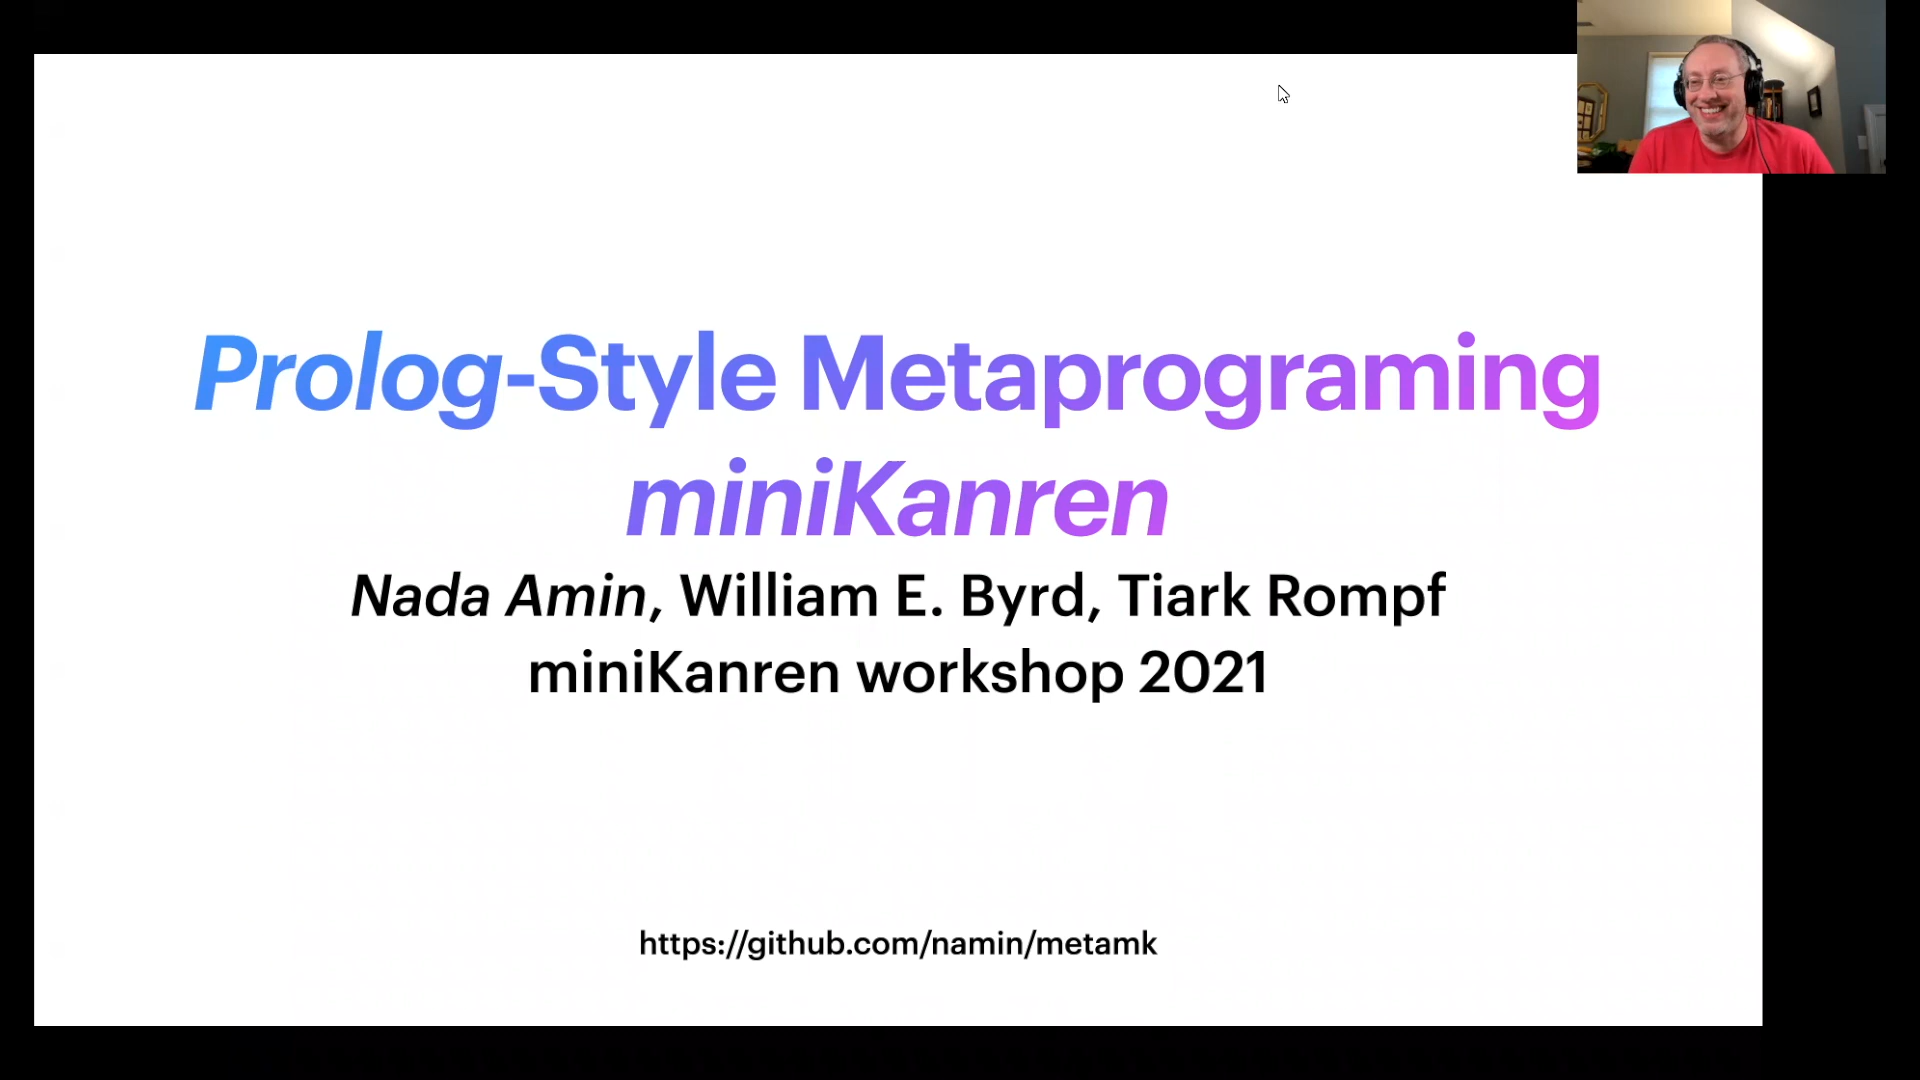 Prolog-Style Metaprograming
miniKanren
Nada Amin, William E. Byrd, Tiark Rompf
miniKanren workshop 2021
https://github.com/namin/metamk